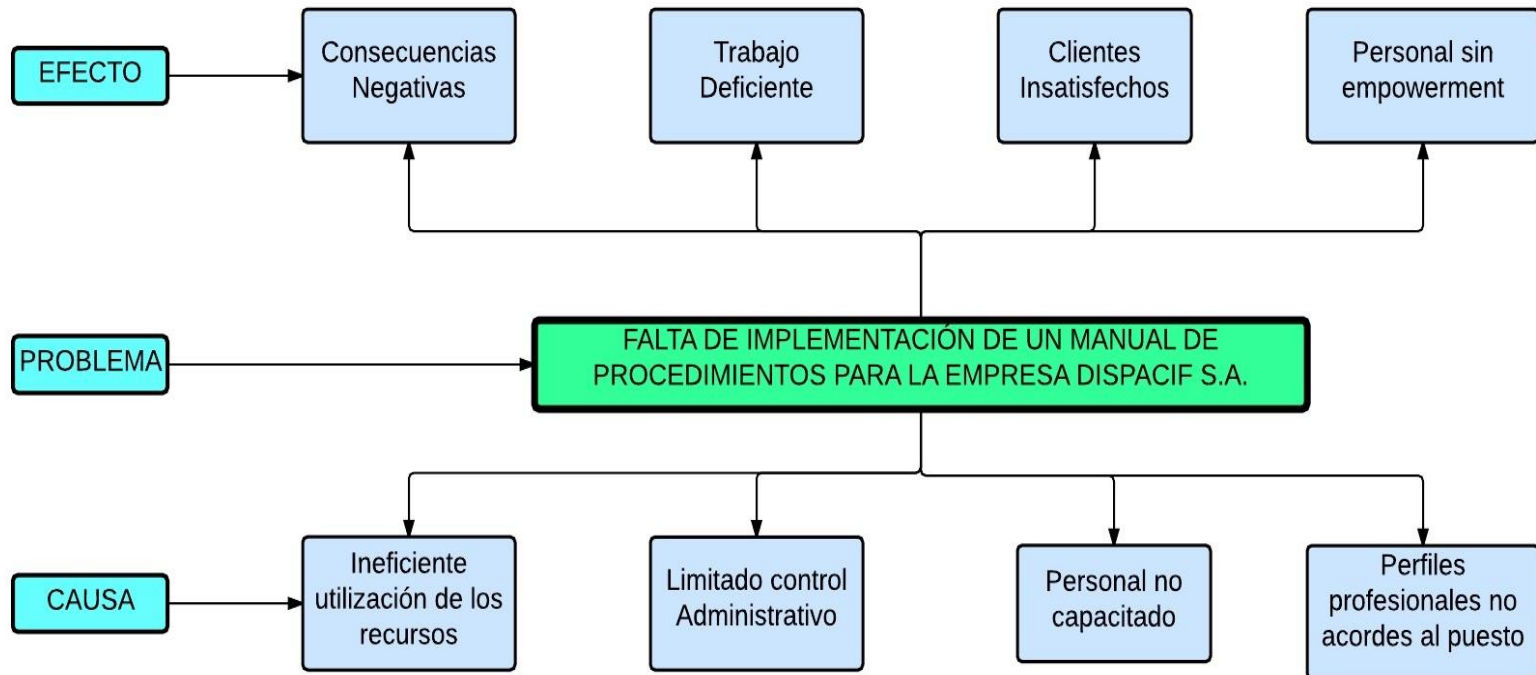 EFECTO
Consecuencias
Negativas
Trabajo
Deficiente
Clientes
Insatisfechos
Personal sin
empowerment
PROBLEMA
FALTA DE IMPLEMENTACIÓN DE UN MANUAL DE
PROCEDIMIENTOS PARA LA EMPRESA DISPACIF S.A.
CAUSA
Ineficiente
utilización de los
recursos
Limitado control
Administrativo
Personal no
capacitado
Perfiles
profesionales no
acordes al puesto